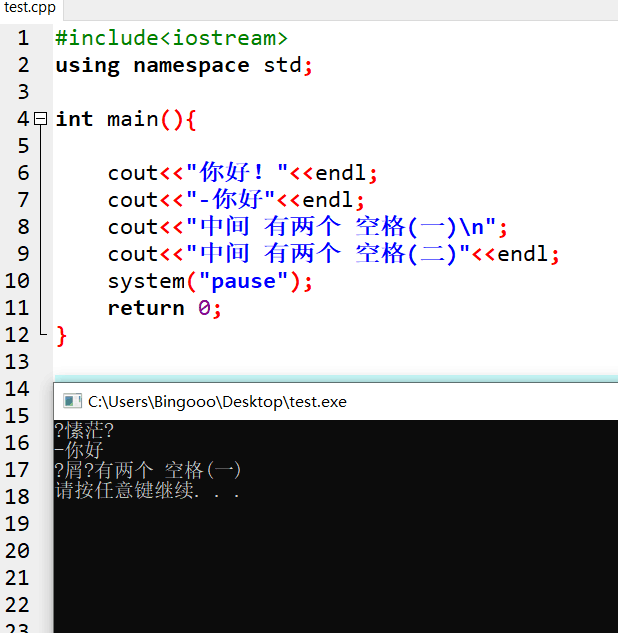 test.cpp
1 #include<iostream>
2 using namespace std;
3
4 int main(){
5
6 cout<<"你好！"<<endl;
7 cout<<"-你好"<<endl;
8 cout<<"中间 有两个 空格(一)\n";
9 cout<<"中间 有两个 空格(二)"<<endl;
10 system("pause");
11 return 0;
12 }
13
14
C:\Users\Bingooo\Desktop\test.exe
15
?愫茫?
16
-你好
17
?屑?有两个 空格(一)
18
请按任意键继续. . .
19
20
21
22
23